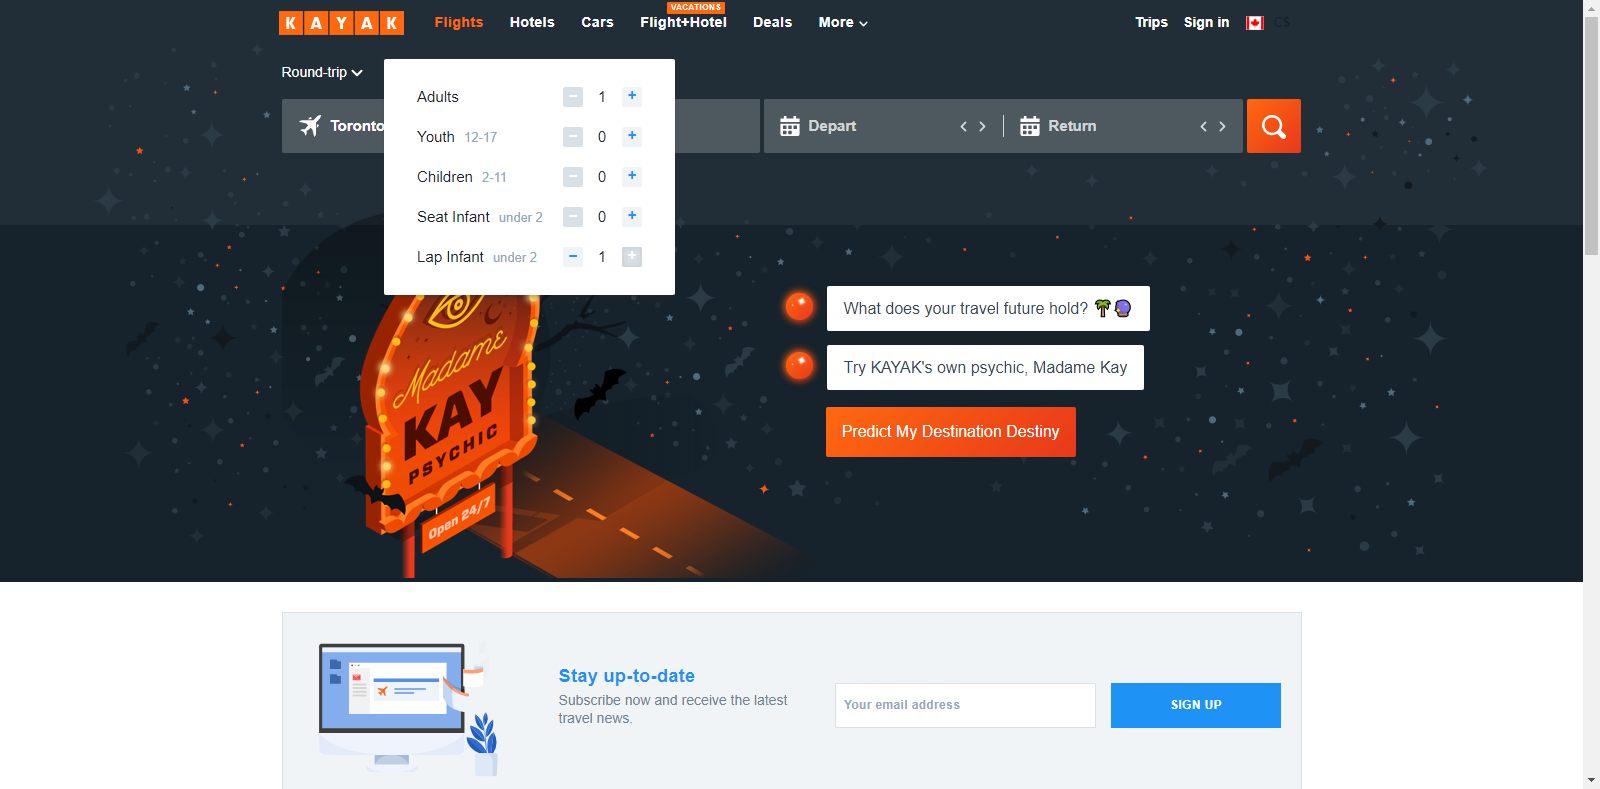 KAYAK
Flights
Hotels
Cars
VACATIONS
Flight+Hotel
Deals
More
Trips
Sign in
C$
Round-trip
Toronto
Depart
Return
Adults 1
Youth 12-17 0
Children 2-11 0
Seat Infant under 2 0
Lap Infant under 2 1
Madame
KAY
PSYCHIC
Open 24/7
What does your travel future hold? 🌴🔮
Try KAYAK's own psychic, Madame Kay
Predict My Destination Destiny
Stay up-to-date
Subscribe now and receive the latest
travel news.
Your email address
SIGN UP